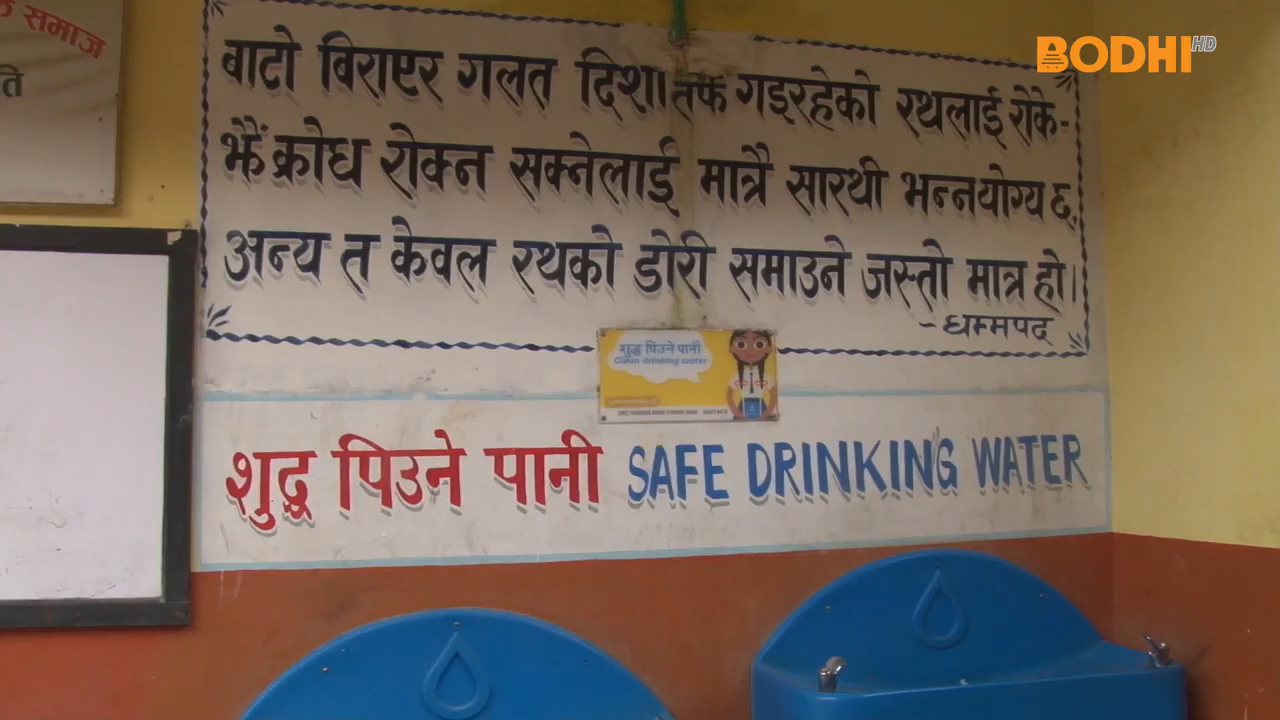 समाज
ति
BODHI HD
बाटो बिराएर गलत दिशा तर्फ गइरहेको रथलाई रोके-
झैं क्रोध रोक्न सक्नेलाई मात्रै सारथी भन्नयोग्य छ,
अन्य त केवल रथको डोरी समाउने जस्तो मात्र हो।
- धम्मपद
शुद्ध पिउने पानी
Clean drinking water
शुद्ध पिउने पानी SAFE DRINKING WATER